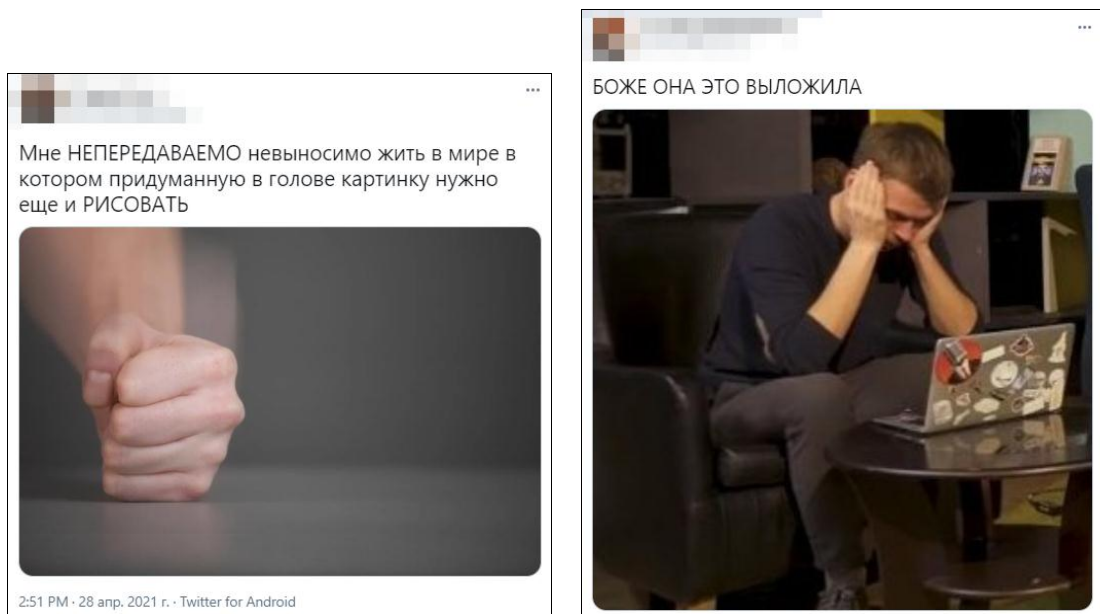 Мне НЕПЕРЕДАВАЕМО невыносимо жить в мире в
котором придуманную в голове картинку нужно
еще и РИСОВАТЬ
2:51 PM · 28 апр. 2021 г. · Twitter for Android
БОЖЕ ОНА ЭТО ВЫЛОЖИЛА